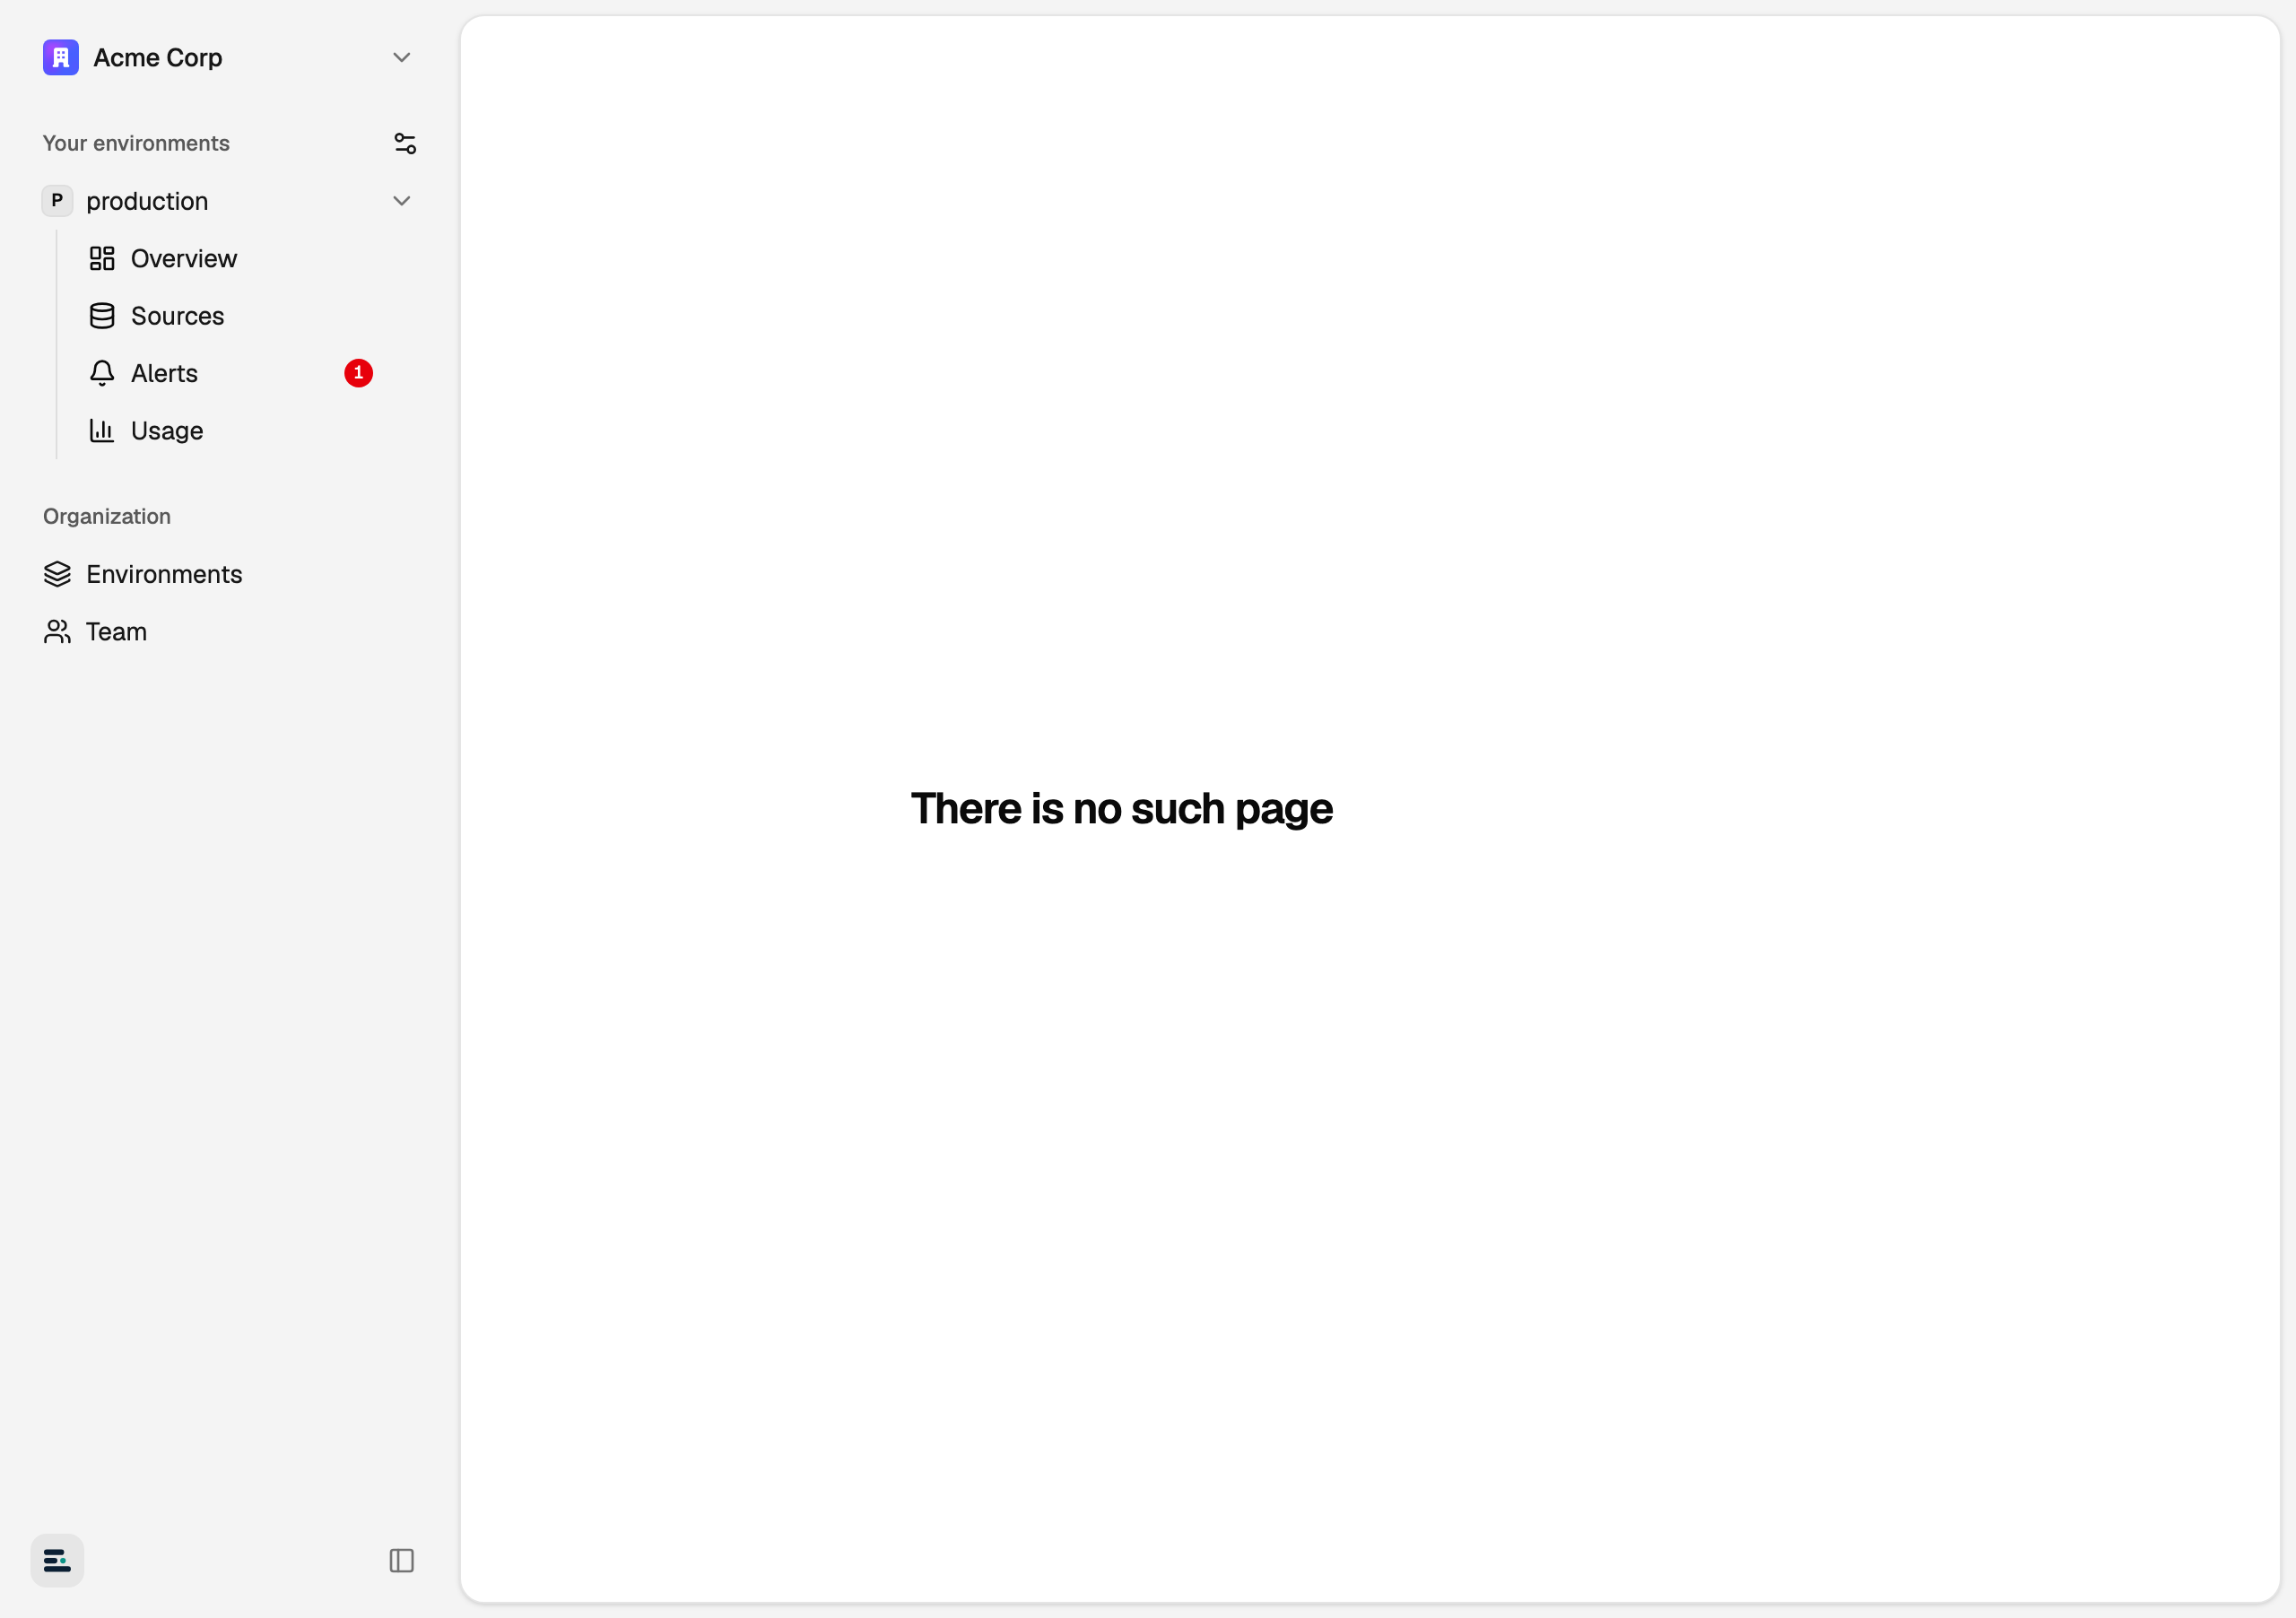 Acme Corp
Your environments
P production
Overview
Sources
Alerts 1
Usage
Organization
Environments
Team
There is no such page